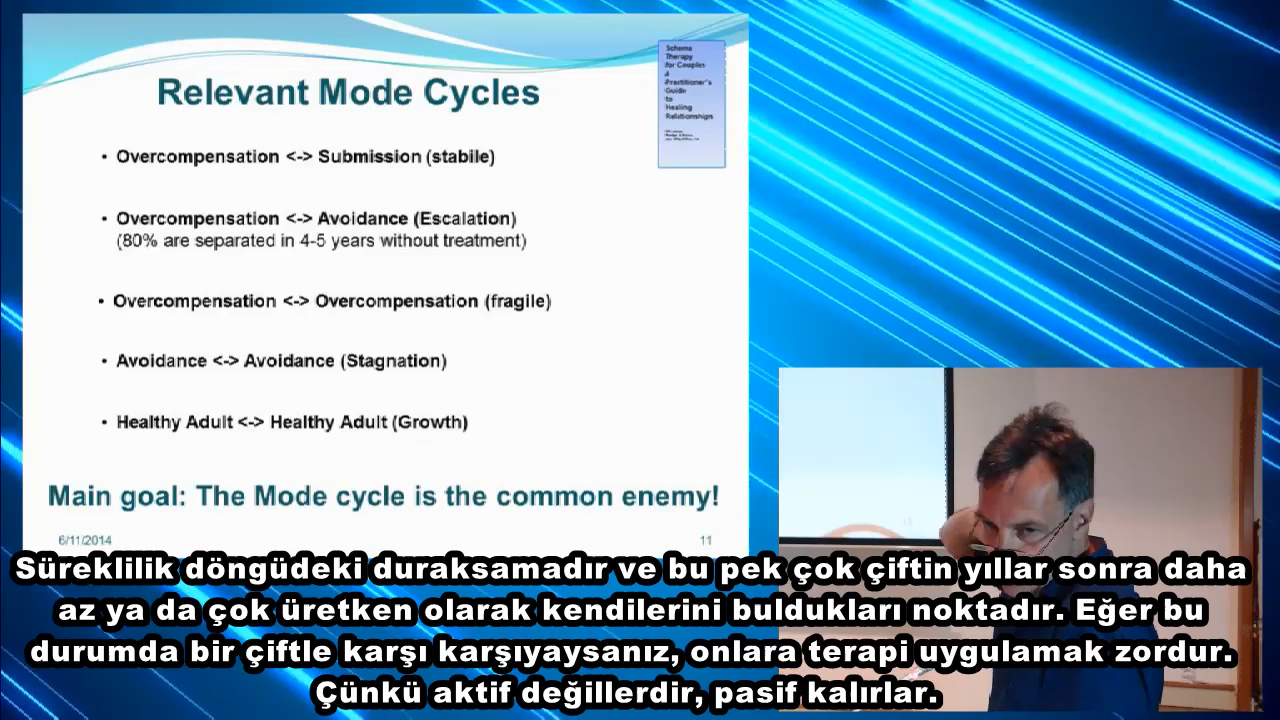 Relevant Mode Cycles
Schema
Therapy
for Couples
A
Practitioner's
Guide
to
Healing
Relationships
• Overcompensation <-> Submission (stabile)
• Overcompensation <-> Avoidance (Escalation)
(80% are separated in 4-5 years without treatment)
• Overcompensation <-> Overcompensation (fragile)
• Avoidance <-> Avoidance (Stagnation)
• Healthy Adult <-> Healthy Adult (Growth)
Main goal: The Mode cycle is the common enemy!
6/11/2014
11
Süreklilik döngüdeki duraksamadır ve bu pek çok çiftin yıllar sonra daha
az ya da çok üretken olarak kendilerini buldukları noktadır. Eğer bu
durumda bir çiftle karşı karşıyaysanız, onlara terapi uygulamak zordur.
Çünkü aktif değillerdir, pasif kalırlar.